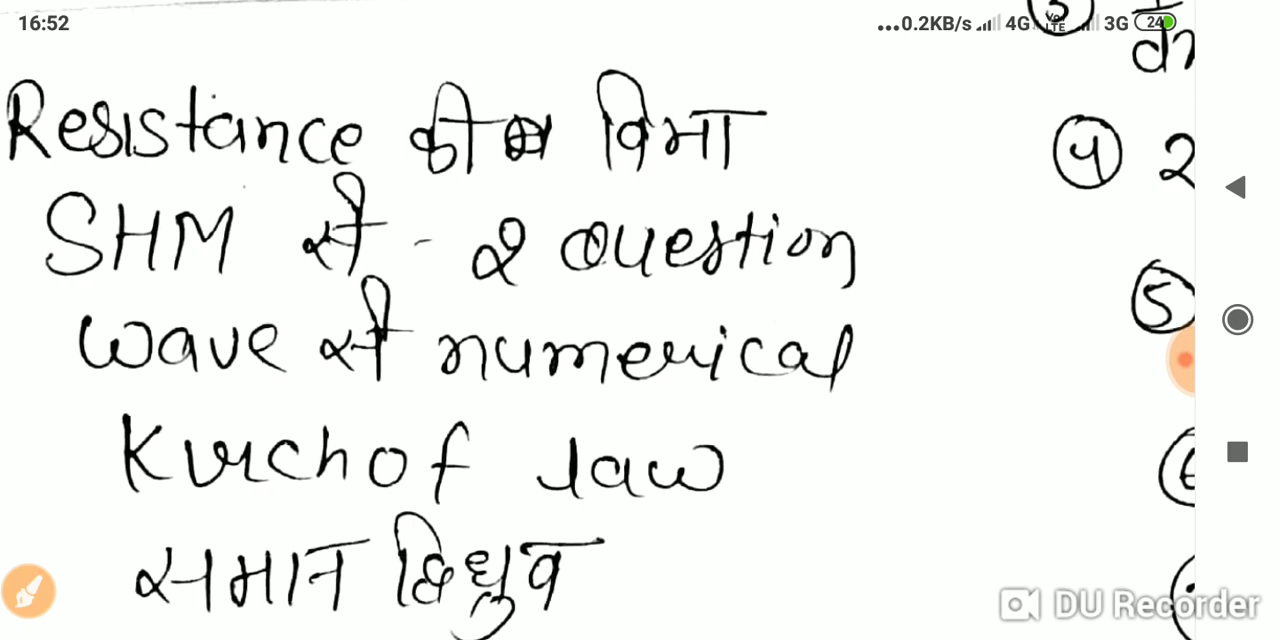 16:52
...0.2KB/s 4G VoLTE 3G 24
Resistance की विमा
SHM से - 2 question
wave से numerical
Kirchof law
समान विधुव
4 2
5
DU Recorder